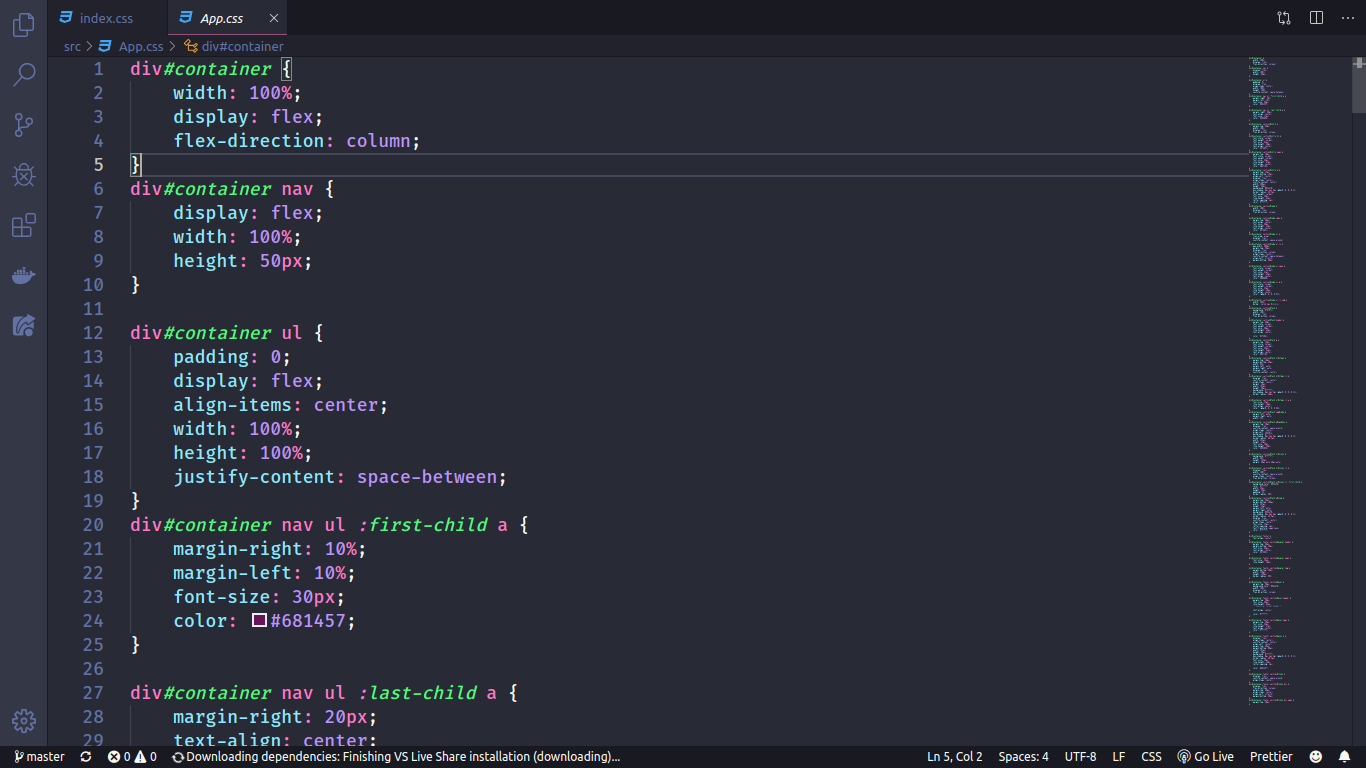 index.css
App.css
src > App.css > div#container
1 div#container {
2 width: 100%;
3 display: flex;
4 flex-direction: column;
5 }
6 div#container nav {
7 display: flex;
8 width: 100%;
9 height: 50px;
10 }
11
12 div#container ul {
13 padding: 0;
14 display: flex;
15 align-items: center;
16 width: 100%;
17 height: 100%;
18 justify-content: space-between;
19 }
20 div#container nav ul :first-child a {
21 margin-right: 10%;
22 margin-left: 10%;
23 font-size: 30px;
24 color: #681457;
25 }
26
27 div#container nav ul :last-child a {
28 margin-right: 20px;
29 text-align: center;
master 0 0 Downloading dependencies: Finishing VS Live Share installation (downloading)... Ln 5, Col 2 Spaces: 4 UTF-8 LF CSS Go Live Prettier